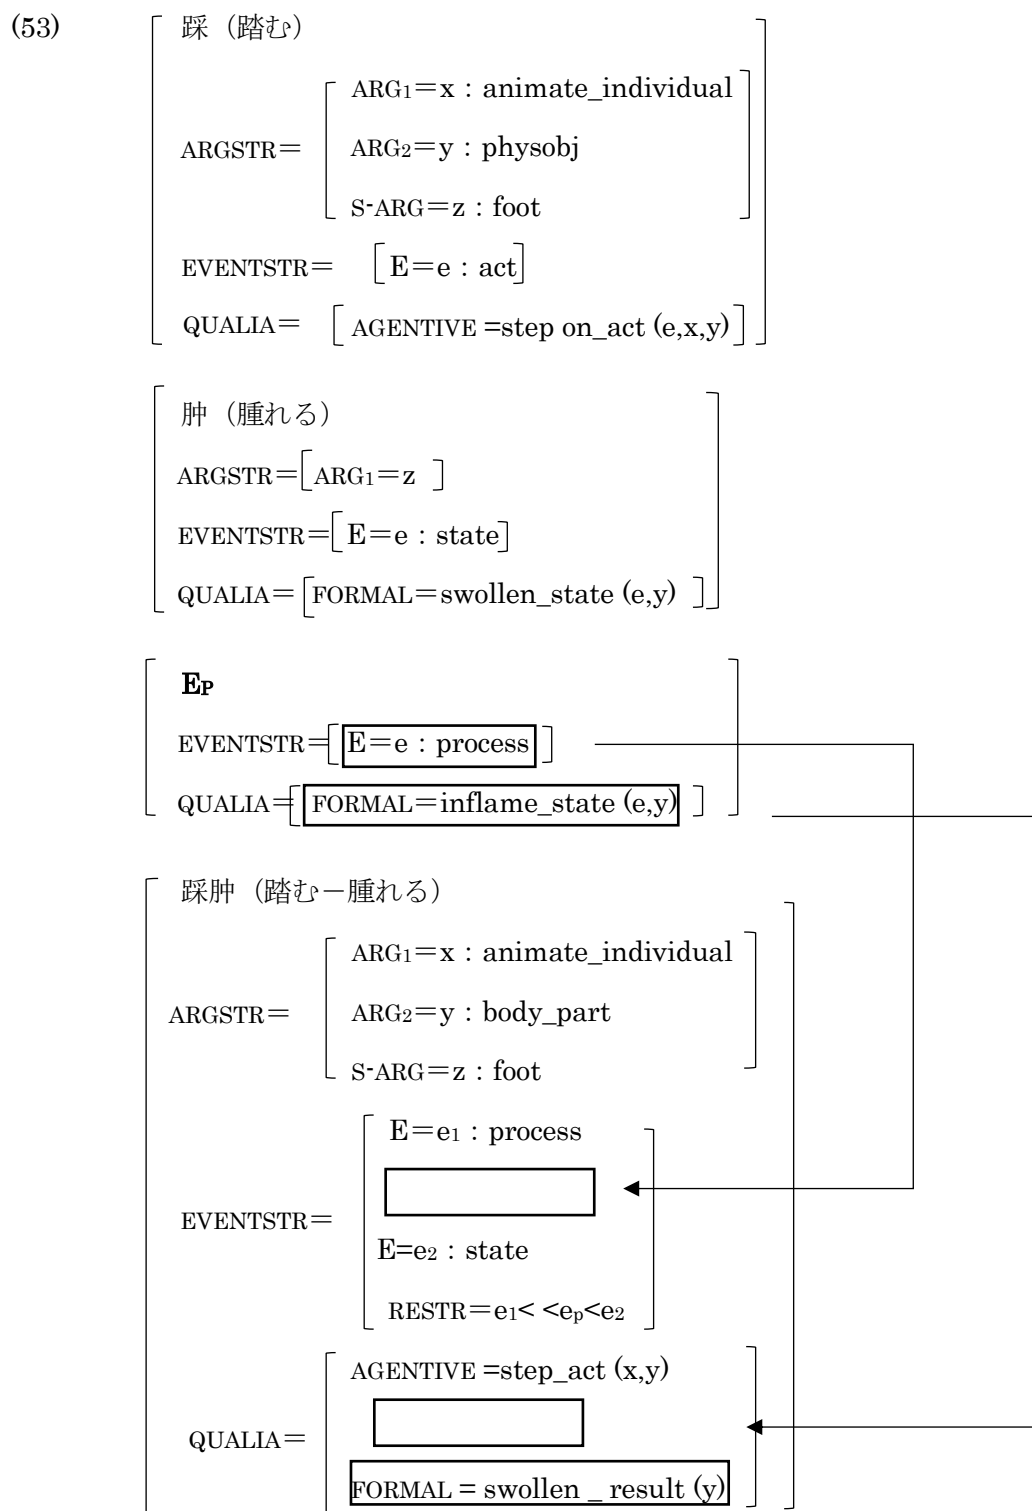 (53)
踩（踏む）
ARG1＝x：animate_individual
ARGSTR＝ ARG2＝y：physobj
S-ARG＝z：foot
EVENTSTR＝ E＝e：act
QUALIA＝ AGENTIVE =step on_act (e,x,y)
肿（腫れる）
ARGSTR＝ ARG1＝z
EVENTSTR＝ E＝e：state
QUALIA＝ FORMAL＝swollen_state (e,y)
EP
EVENTSTR＝ E＝e：process
QUALIA＝ FORMAL＝inflame_state (e,y)
踩肿（踏む－腫れる）
ARG1＝x：animate_individual
ARGSTR＝ ARG2＝y：body_part
S-ARG＝z：foot
E＝e1：process
EVENTSTR＝
E=e2：state
RESTR＝e1< <ep<e2
AGENTIVE =step_act (x,y)
QUALIA＝
FORMAL = swollen _ result (y)